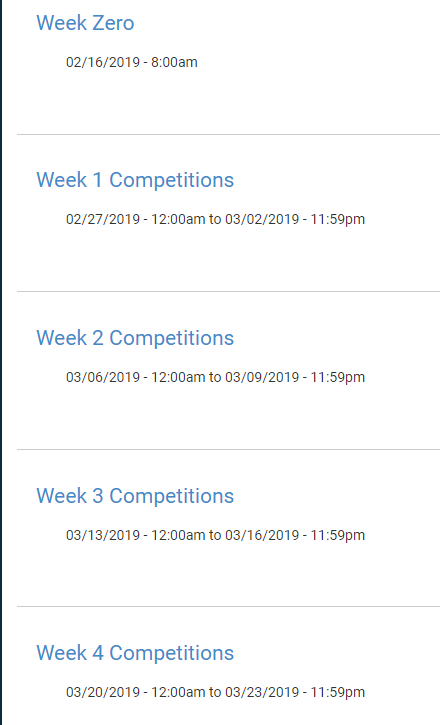 Week Zero
02/16/2019 - 8:00am
Week 1 Competitions
02/27/2019 - 12:00am to 03/02/2019 - 11:59pm
Week 2 Competitions
03/06/2019 - 12:00am to 03/09/2019 - 11:59pm
Week 3 Competitions
03/13/2019 - 12:00am to 03/16/2019 - 11:59pm
Week 4 Competitions
03/20/2019 - 12:00am to 03/23/2019 - 11:59pm